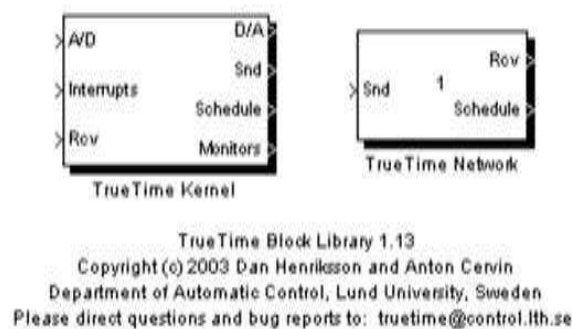 A/D
Interrupts
Rcv
D/A
Snd
Schedule
Monitors
TrueTime Kernel
Snd
1
Rcv
Schedule
TrueTime Network
TrueTime Block Library 1.13
Copyright (c) 2003 Dan Henriksson and Anton Cervin
Department of Automatic Control, Lund University, Sweden
Please direct questions and bug reports to: truetime@control.lth.se